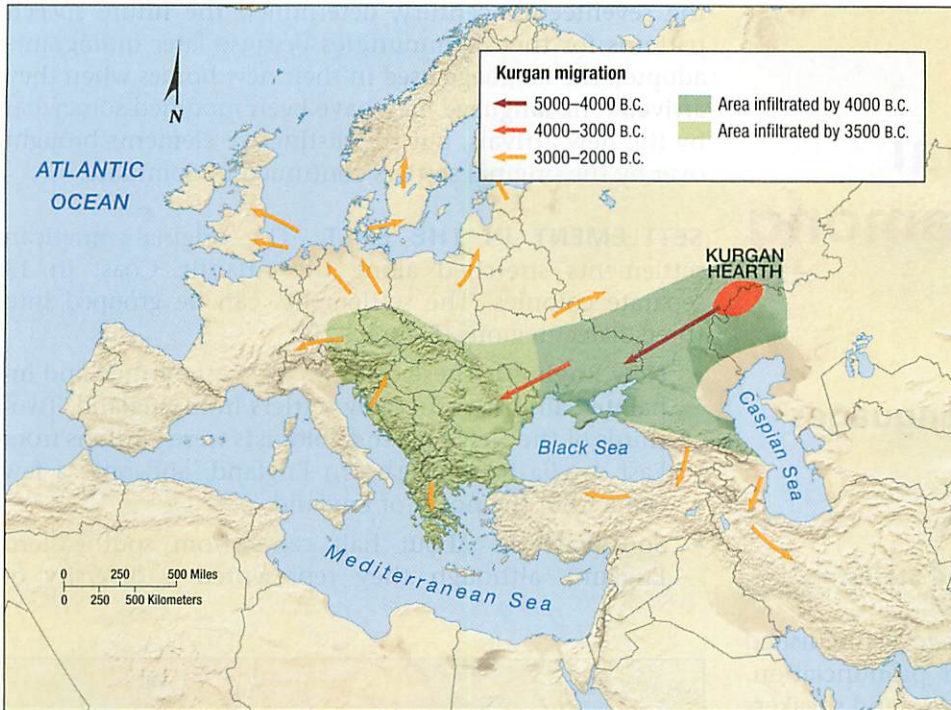 N
ATLANTIC
OCEAN
Kurgan migration
5000–4000 B.C.
4000–3000 B.C.
3000–2000 B.C.
Area infiltrated by 4000 B.C.
Area infiltrated by 3500 B.C.
KURGAN
HEARTH
Black Sea
Caspian Sea
Mediterranean Sea
0 250 500 Miles
0 250 500 Kilometers